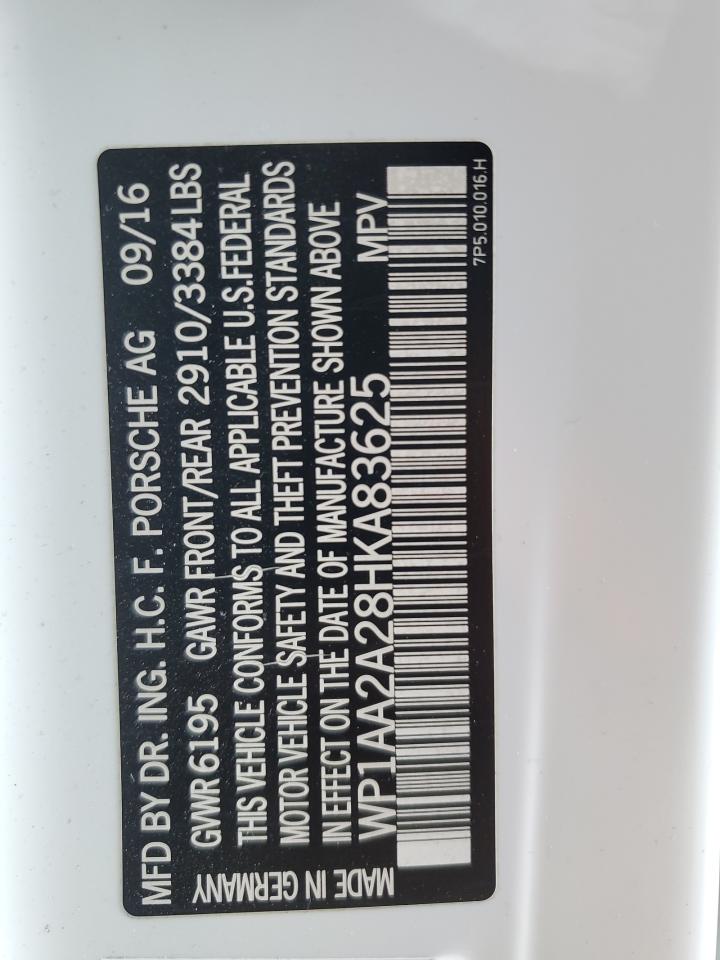 MFD BY DR. ING. H.C. F. PORSCHE AG 09/16
GVWR 6195 GAWR FRONT/REAR 2910/3384LBS
THIS VEHICLE CONFORMS TO ALL APPLICABLE U.S.FEDERAL
MOTOR VEHICLE SAFETY AND THEFT PREVENTION STANDARDS
IN EFFECT ON THE DATE OF MANUFACTURE SHOWN ABOVE
WP1AA2A28HKA83625 MPV
7P5.010.016.H
MADE IN GERMANY